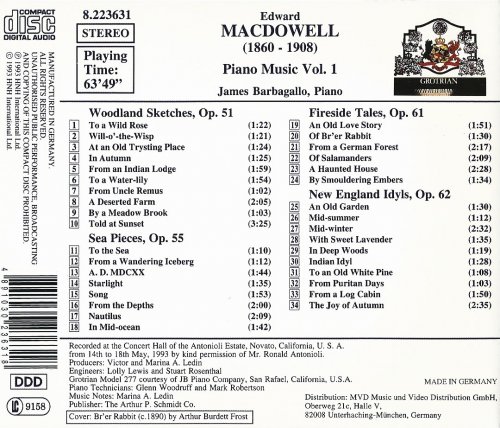 COMPACT
disc
DIGITAL AUDIO
8.223631
STEREO
Playing
Time:
63'49"
Edward
MACDOWELL
(1860 - 1908)
Piano Music Vol. 1
James Barbagallo, Piano
GROTRIAN
Woodland Sketches, Op. 51
1 To a Wild Rose (1:22)
2 Will-o'-the-Wisp (1:21)
3 At an Old Trysting Place (1:24)
4 In Autumn (1:25)
5 From an Indian Lodge (1:59)
6 To a Water-lily (1:54)
7 From Uncle Remus (1:02)
8 A Deserted Farm (2:05)
9 By a Meadow Brook (1:03)
10 Told at Sunset (3:25)
Sea Pieces, Op. 55
11 To the Sea (1:10)
12 From a Wandering Iceberg (1:12)
13 A. D. MDCXX (1:44)
14 Starlight (1:35)
15 Song (1:53)
16 From the Depths (2:00)
17 Nautilus (2:09)
18 In Mid-ocean (1:42)
Fireside Tales, Op. 61
19 An Old Love Story (1:51)
20 Of Br'er Rabbit (1:30)
21 From a German Forest (2:17)
22 Of Salamanders (2:09)
23 A Haunted House (2:28)
24 By Smouldering Embers (1:34)
New England Idyls, Op. 62
25 An Old Garden (1:30)
26 Mid-summer (1:12)
27 Mid-winter (2:31)
28 With Sweet Lavender (1:35)
29 In Deep Woods (1:19)
30 Indian Idyl (1:28)
31 To an Old White Pine (1:08)
32 From Puritan Days (1:33)
33 From a Log Cabin (1:50)
34 The Joy of Autumn (2:35)
Recorded at the Concert Hall of the Antonioli Estate, Novato, California, U. S. A.
from 14th to 18th May, 1993 by kind permission of Mr. Ronald Antonioli.
Producers: Victor and Marina A. Ledin
Engineers: Lolly Lewis and Stuart Rosenthal
Grotrian Model 277 courtesy of JB Piano Company, San Rafael, California, U.S.A.
Piano Technicians: Glenn Woodruff and Mark Robertson
Music Notes: Marina A. Ledin
Publisher: The Arthur P. Schmidt Co.
Cover: Br'er Rabbit (c.1890) by Arthur Burdett Frost
MADE IN GERMANY
Distribution: MVD Music und Video Distribution GmbH,
Oberweg 21c, Halle V,
82008 Unterhaching-München, Germany
DDD
LC 9158
4 891030 236318
MANUFACTURED IN GERMANY.
ALL RIGHTS RESERVED.
UNAUTHORISED PUBLIC PERFORMANCE, BROADCASTING
AND COPYING OF THIS COMPACT DISC PROHIBITED.
℗ 1993 HNH International Ltd.
© 1993 HNH International Ltd.